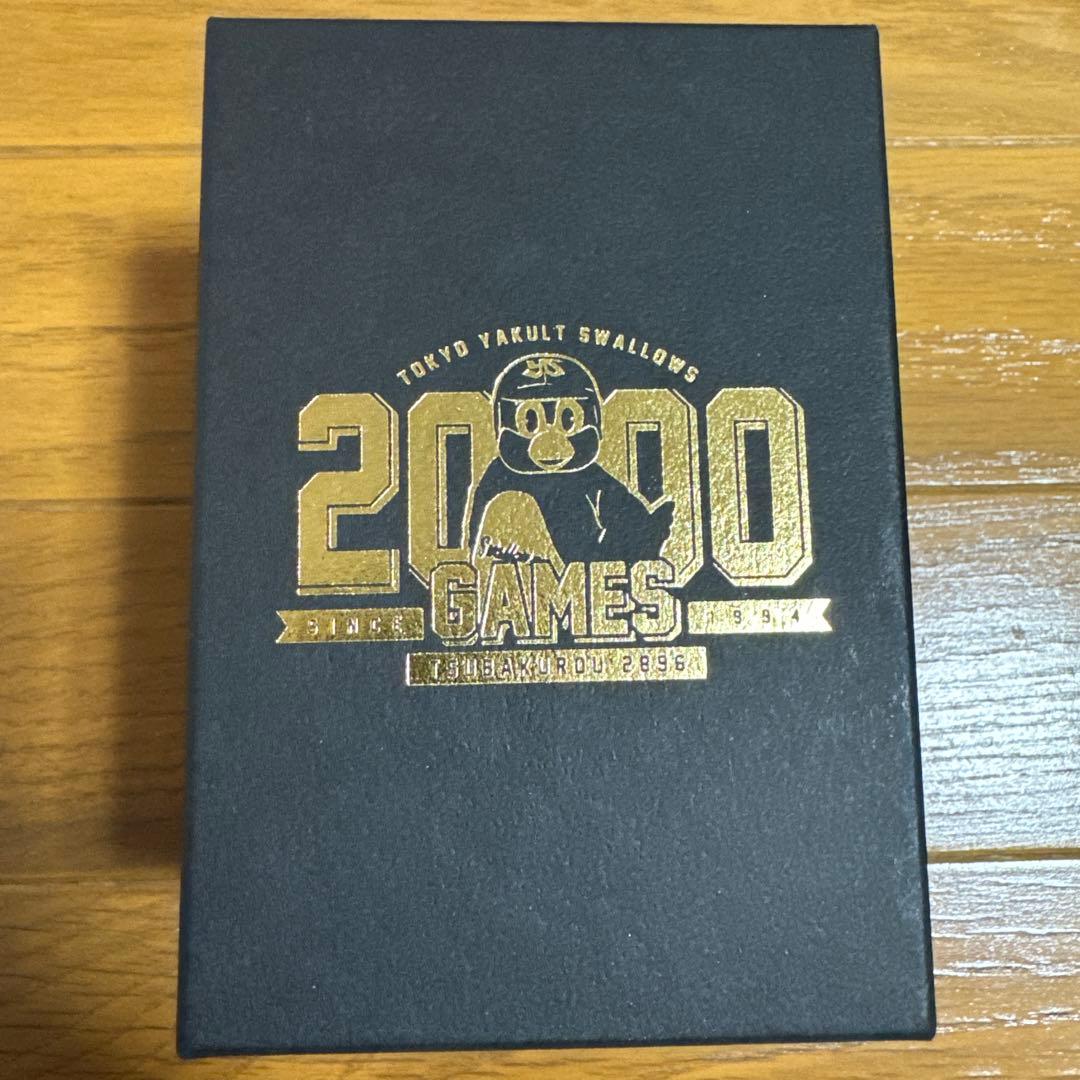 TOKYO YAKULT SWALLOWS
YS
2000
Swallows
GAMES
SINCE 1994
TSUBAKUROU 2896